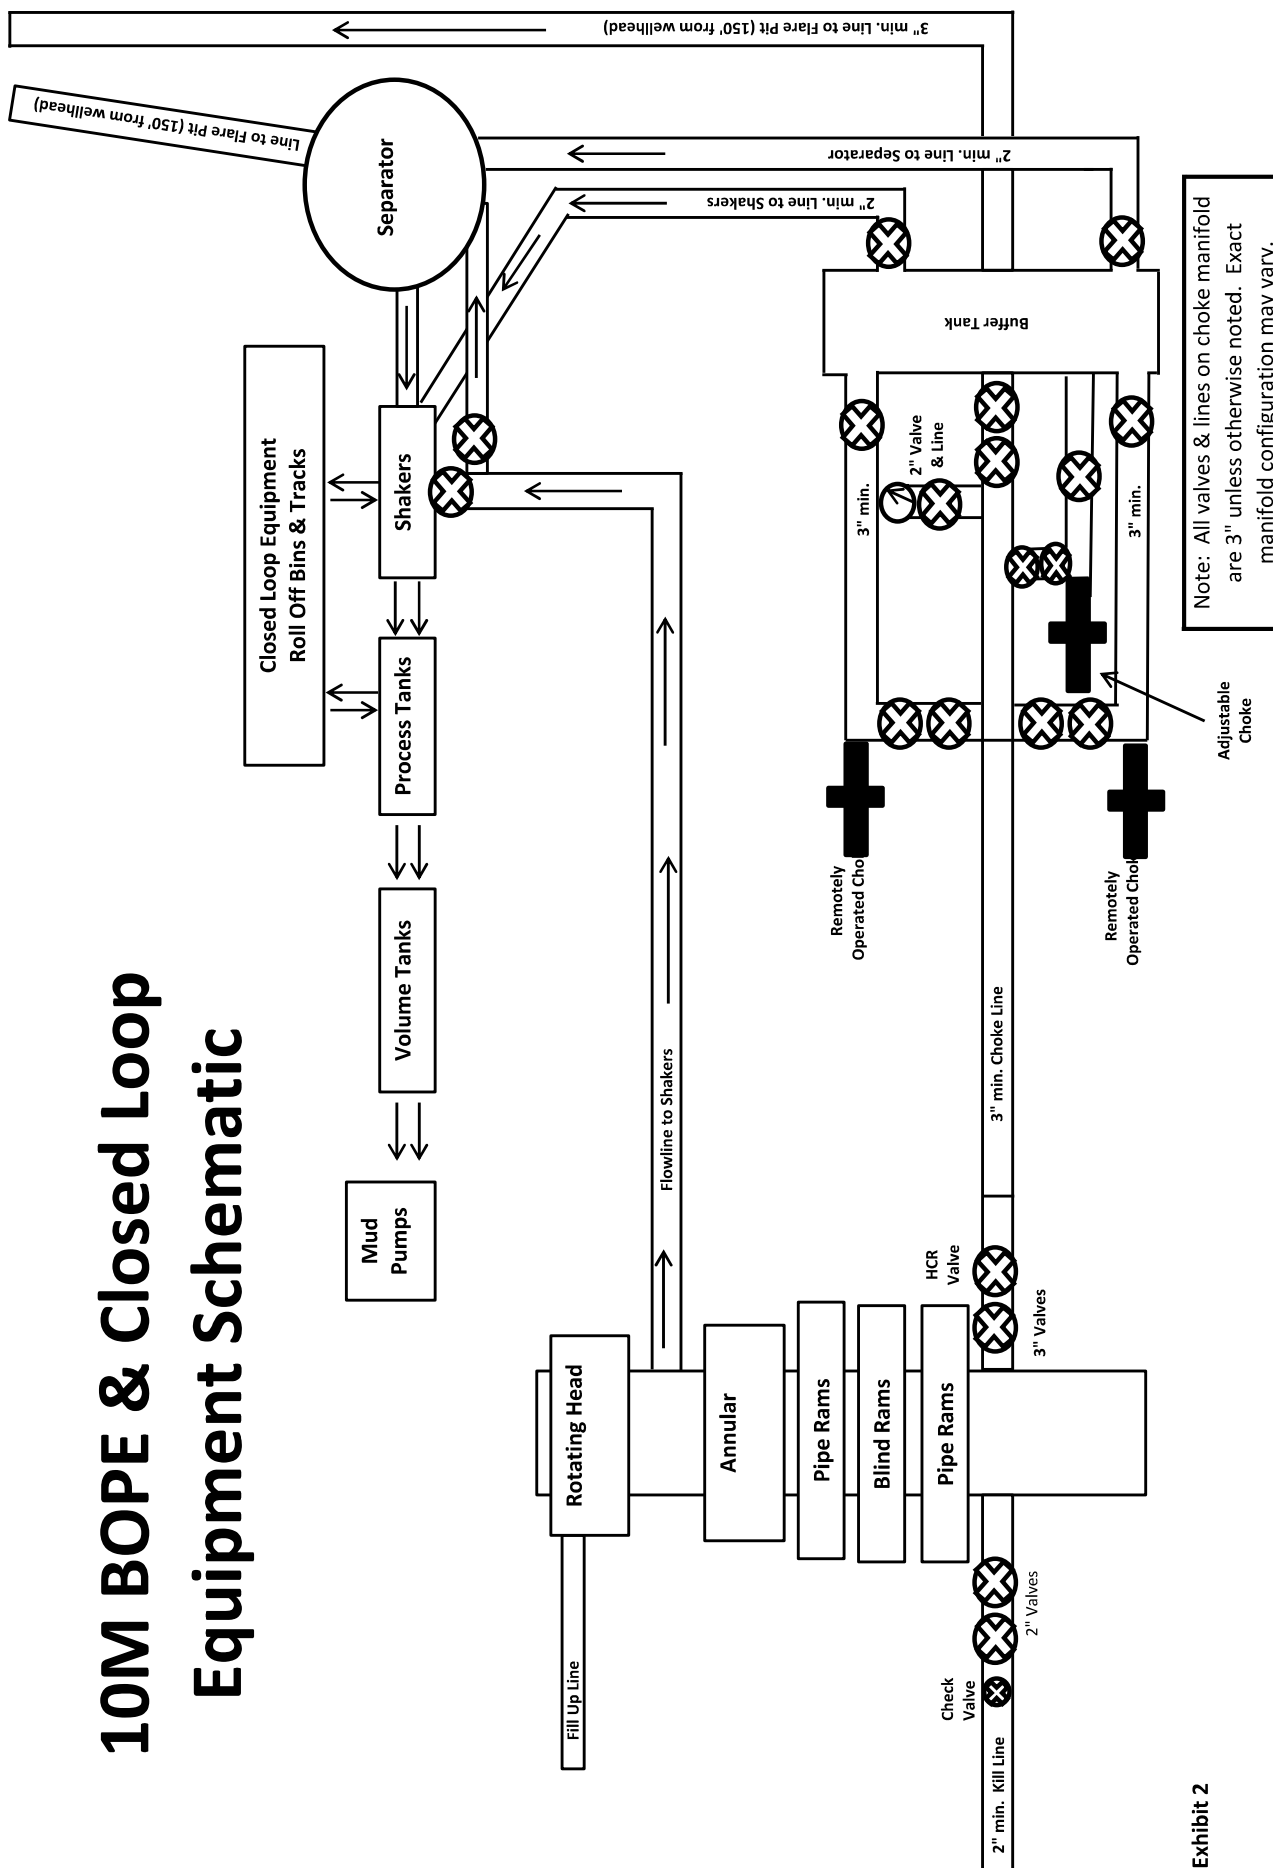 10M BOPE & Closed Loop
Equipment Schematic
Closed Loop Equipment
Roll Off Bins & Tracks
Mud
Pumps
Volume Tanks
Process Tanks
Shakers
Separator
Line to Flare Pit (150' from wellhead)
3" min. Line to Flare Pit (150' from wellhead)
Fill Up Line
Rotating Head
Flowline to Shakers
Annular
Pipe Rams
Blind Rams
Pipe Rams
2" min. Line to Shakers
2" min. Line to Separator
Remotely
Operated Cho
3" min.
2" Valve
& Line
Buffer Tank
HCR
Valve
3" min. Choke Line
3" Valves
Check
Valve
2" min. Kill Line
2" Valves
Remotely
Operated Chok
3" min.
Adjustable
Choke
Note: All valves & lines on choke manifold
are 3" unless otherwise noted. Exact
manifold configuration may vary.
Exhibit 2